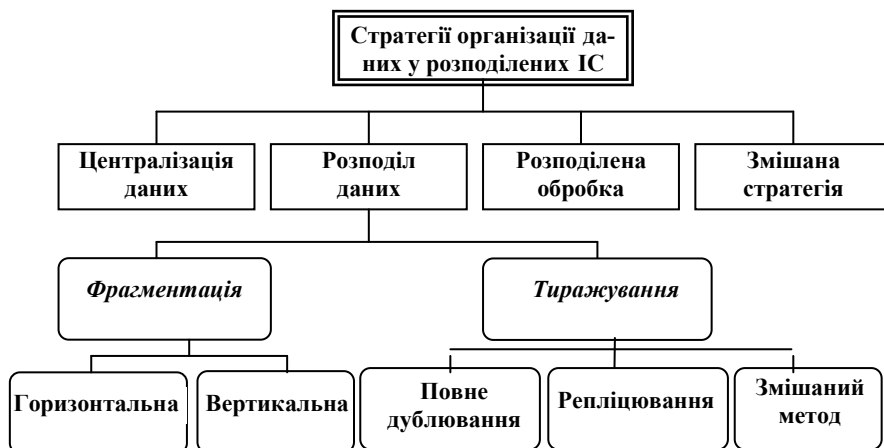 Стратегії організації да-
них у розподілених ІС
Централізація
даних
Розподіл
даних
Розподілена
обробка
Змішана
стратегія
Фрагментація
Тиражування
Горизонтальна
Вертикальна
Повне
дублювання
Репліцювання
Змішаний
метод